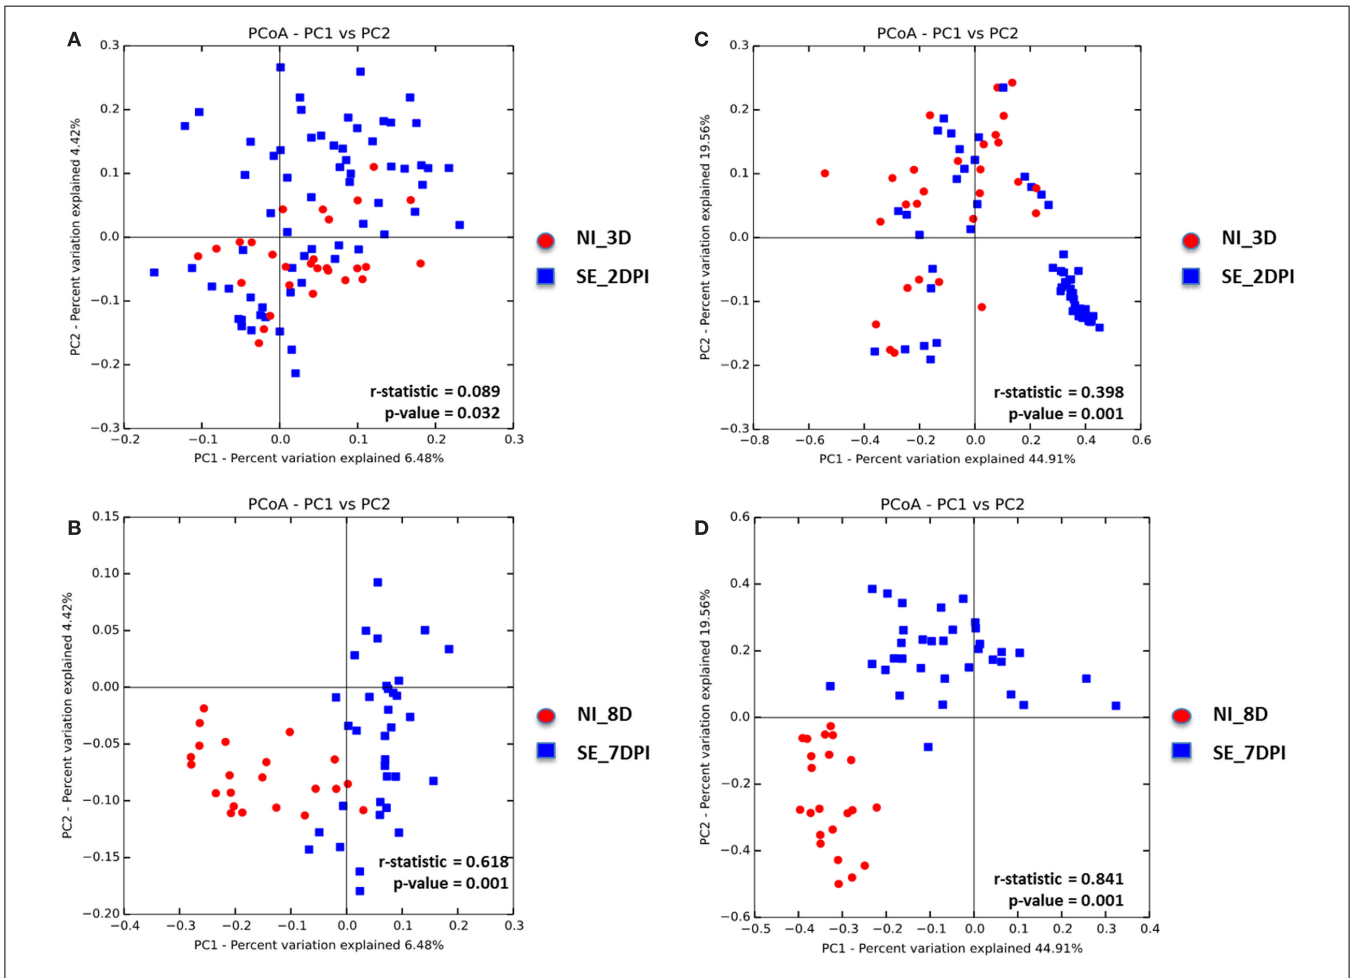 A
PCoA - PC1 vs PC2
0.3
0.2
0.1
0.0
−0.1
−0.2
−0.3
−0.2
−0.1
0.0
0.1
0.2
0.3
PC2 - Percent variation explained 4.42%
PC1 - Percent variation explained 6.48%
r-statistic = 0.089
p-value = 0.032
NI_3D
SE_2DPI
C
PCoA - PC1 vs PC2
0.3
0.2
0.1
0.0
−0.1
−0.2
−0.3
−0.8
−0.6
−0.4
−0.2
0.0
0.2
0.4
0.6
PC2 - Percent variation explained 19.56%
PC1 - Percent variation explained 44.91%
r-statistic = 0.398
p-value = 0.001
NI_3D
SE_2DPI
B
PCoA - PC1 vs PC2
0.15
0.10
0.05
0.00
−0.05
−0.10
−0.15
−0.20
−0.4
−0.3
−0.2
−0.1
0.0
0.1
0.2
0.3
PC2 - Percent variation explained 4.42%
PC1 - Percent variation explained 6.48%
r-statistic = 0.618
p-value = 0.001
NI_8D
SE_7DPI
D
PCoA - PC1 vs PC2
0.6
0.4
0.2
0.0
−0.2
−0.4
−0.6
−0.5
−0.4
−0.3
−0.2
−0.1
0.0
0.1
0.2
0.3
0.4
PC2 - Percent variation explained 19.56%
PC1 - Percent variation explained 44.91%
r-statistic = 0.841
p-value = 0.001
NI_8D
SE_7DPI